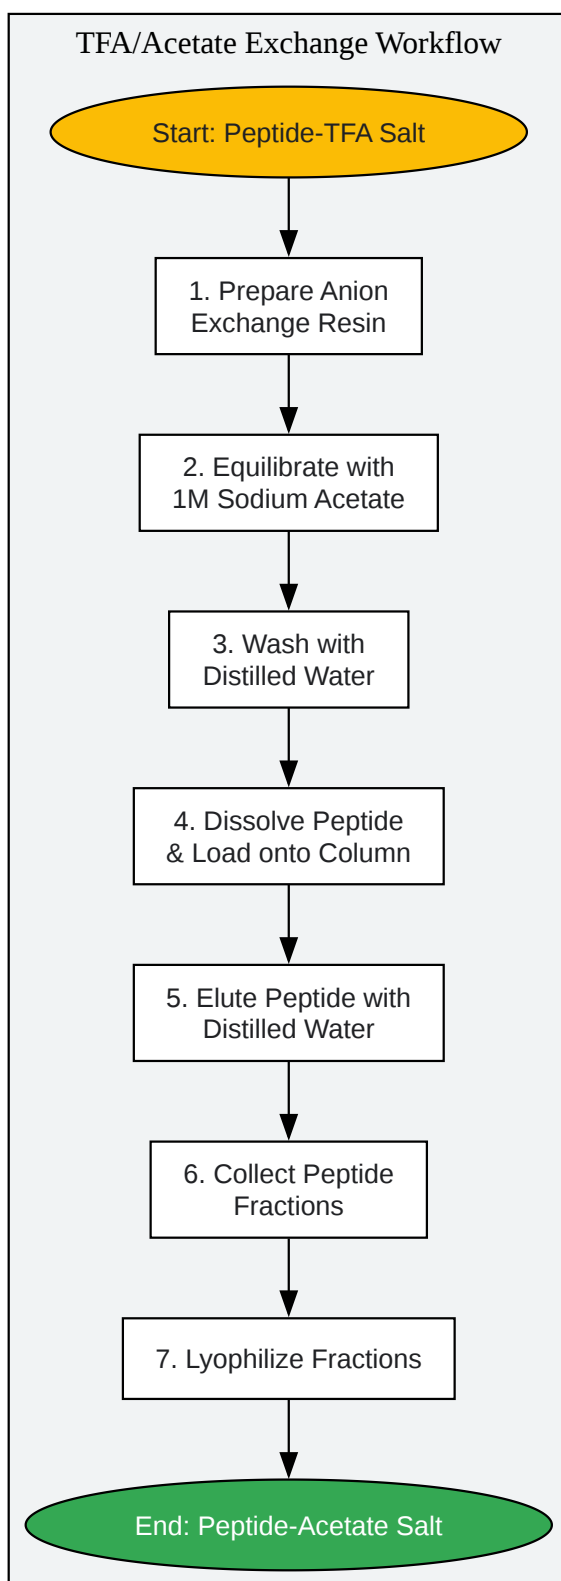 TFA/Acetate Exchange Workflow
Start: Peptide-TFA Salt
1. Prepare Anion
Exchange Resin
2. Equilibrate with
1M Sodium Acetate
3. Wash with
Distilled Water
4. Dissolve Peptide
& Load onto Column
5. Elute Peptide with
Distilled Water
6. Collect Peptide
Fractions
7. Lyophilize Fractions
End: Peptide-Acetate Salt